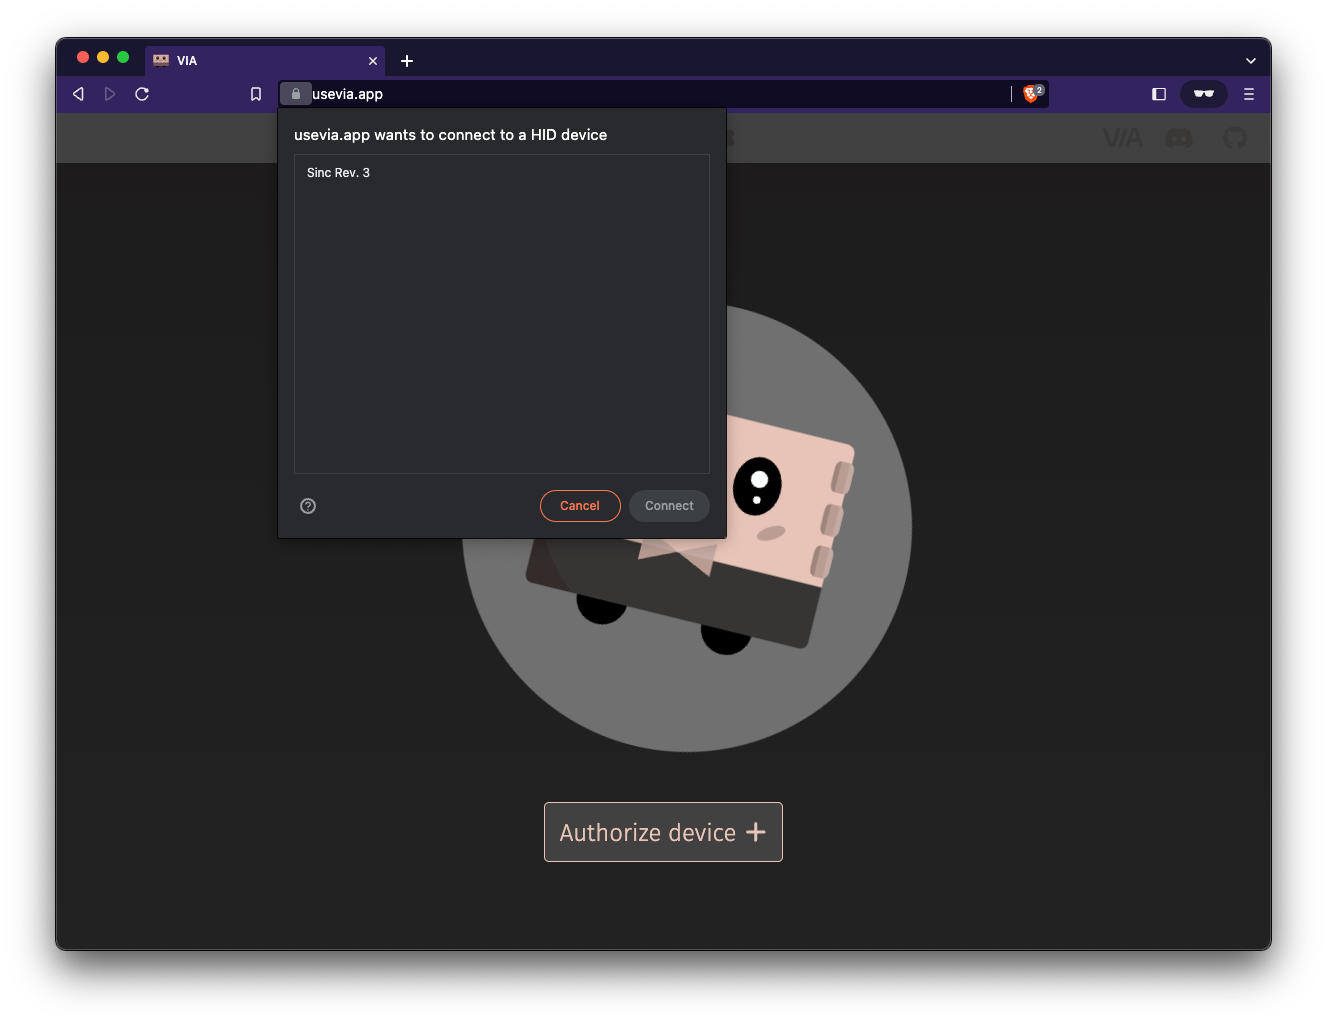 VIA
usevia.app
2
usevia.app wants to connect to a HID device
VIA
Sinc Rev. 3
Cancel
Connect
Authorize device +